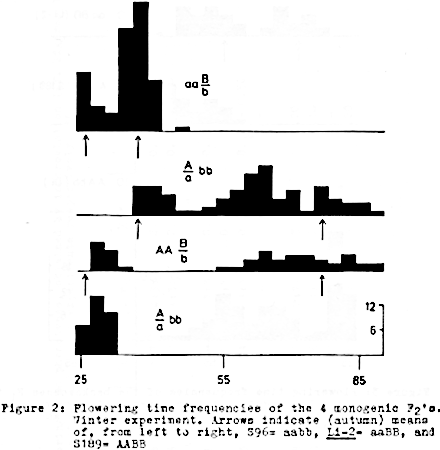 aa B/b
A/a bb
AA B/b
A/a bb
12
6
25 55 85
Figure 2: Flowering time frequencies of the 4 monogenic F2's.
Winter experiment. Arrows indicate (autumn) means
of, from left to right, S96= aabb, L1-2= aaBB, and
S189= AABB